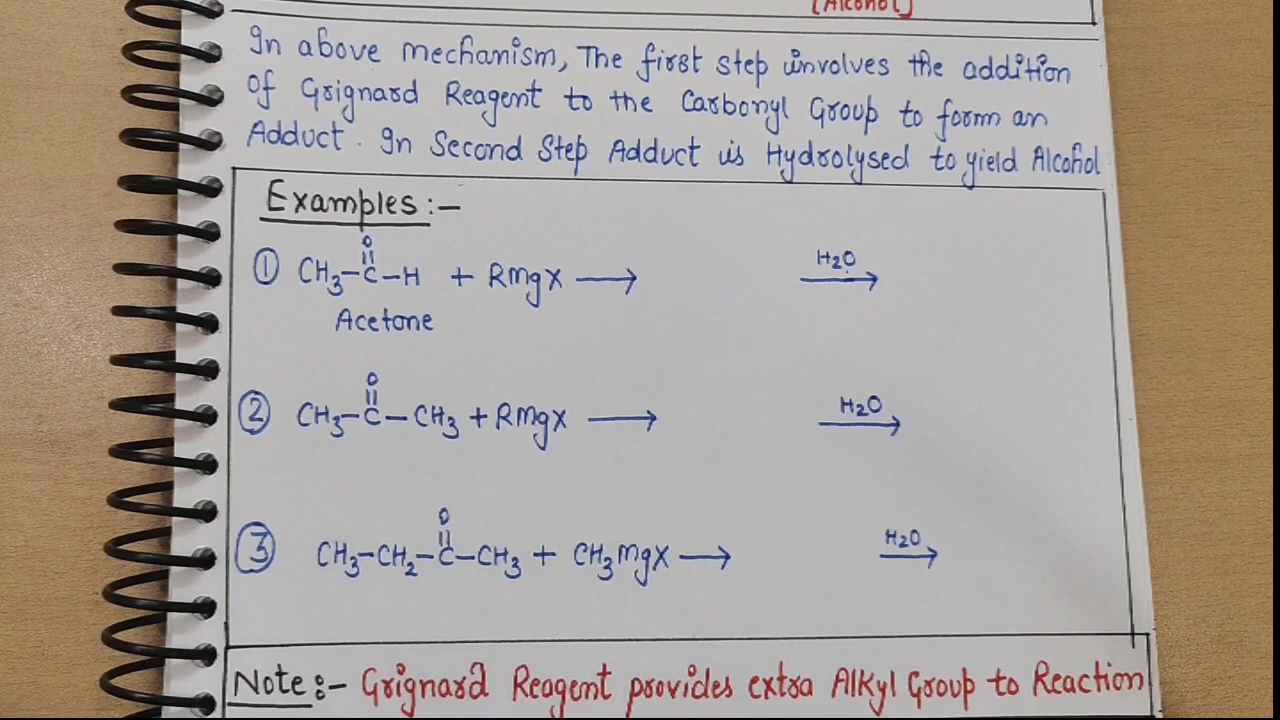 (Alcohol)
In above mechanism, The first step involves the addition
of Grignard Reagent to the Carbonyl Group to form an
Adduct. In Second Step Adduct is Hydrolysed to yield Alcohol
Examples:-
O
① CH₃-C-H + RMgX ⟶ H₂O ⟶
Acetone
O
② CH₃-C-CH₃ + RMgX ⟶ H₂O ⟶
O
③ CH₃-CH₂-C-CH₃ + CH₃MgX ⟶ H₂O ⟶
Note:- Grignard Reagent provides extra Alkyl Group to Reaction